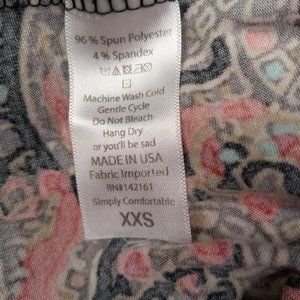 96 % Spun Polyester
4 % Spandex
Machine Wash Cold
Gentle Cycle
Do Not Bleach
Hang Dry
or you'll be sad
MADE IN USA
Fabric Imported
RN#142161
Simply Comfortable
XXS